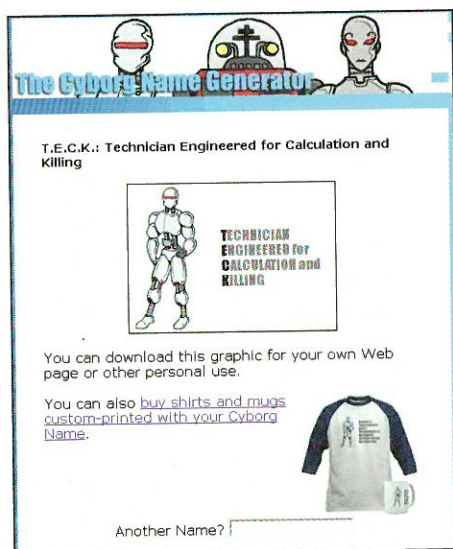 The Cyborg Name Generator
T.E.C.K.: Technician Engineered for Calculation and
Killing
TECHNICIAN
ENGINEERED for
CALCULATION and
KILLING
You can download this graphic for your own Web
page or other personal use.
You can also buy shirts and mugs
custom-printed with your Cyborg
Name.
Another Name?